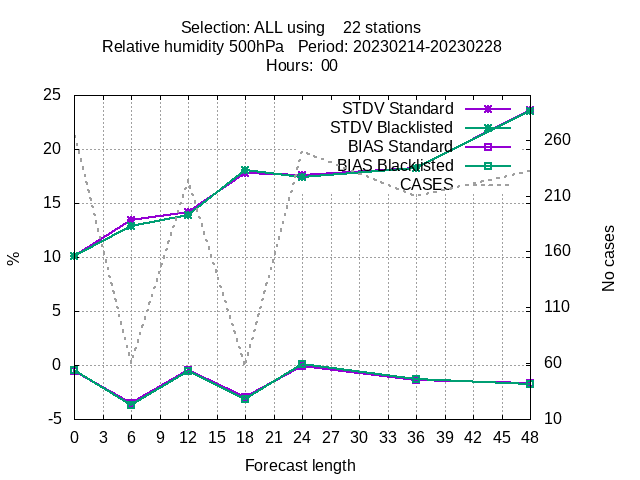 Selection: ALL using    22 stations
Relative humidity 500hPa   Period: 20230214-20230228
Hours:  00
STDV Standard
STDV Blacklisted
BIAS Standard
BIAS Blacklisted
CASES
25
20
15
10
5
0
-5
%
260
210
160
110
60
10
No cases
0 3 6 9 12 15 18 21 24 27 30 33 36 39 42 45 48
Forecast length